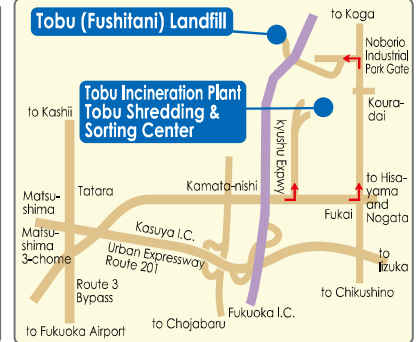 to Koga
Tobu (Fushitani) Landfill
Noborio
Industrial
Park Gate
Tobu Incineration Plant
Tobu Shredding &
Sorting Center
Koura-
dai
to Kashii
kyushu Expwy
Tatara
Kamata-nishi
to Hisa-
yama
and
Nogata
Matsu-
shima
Fukai
Matsu-
shima
3-chome
Kasuya I.C.
Urban Expressway
Route 201
to
Iizuka
Route 3
Bypass
to Chikushino
Fukuoka I.C.
to Chojabaru
to Fukuoka Airport